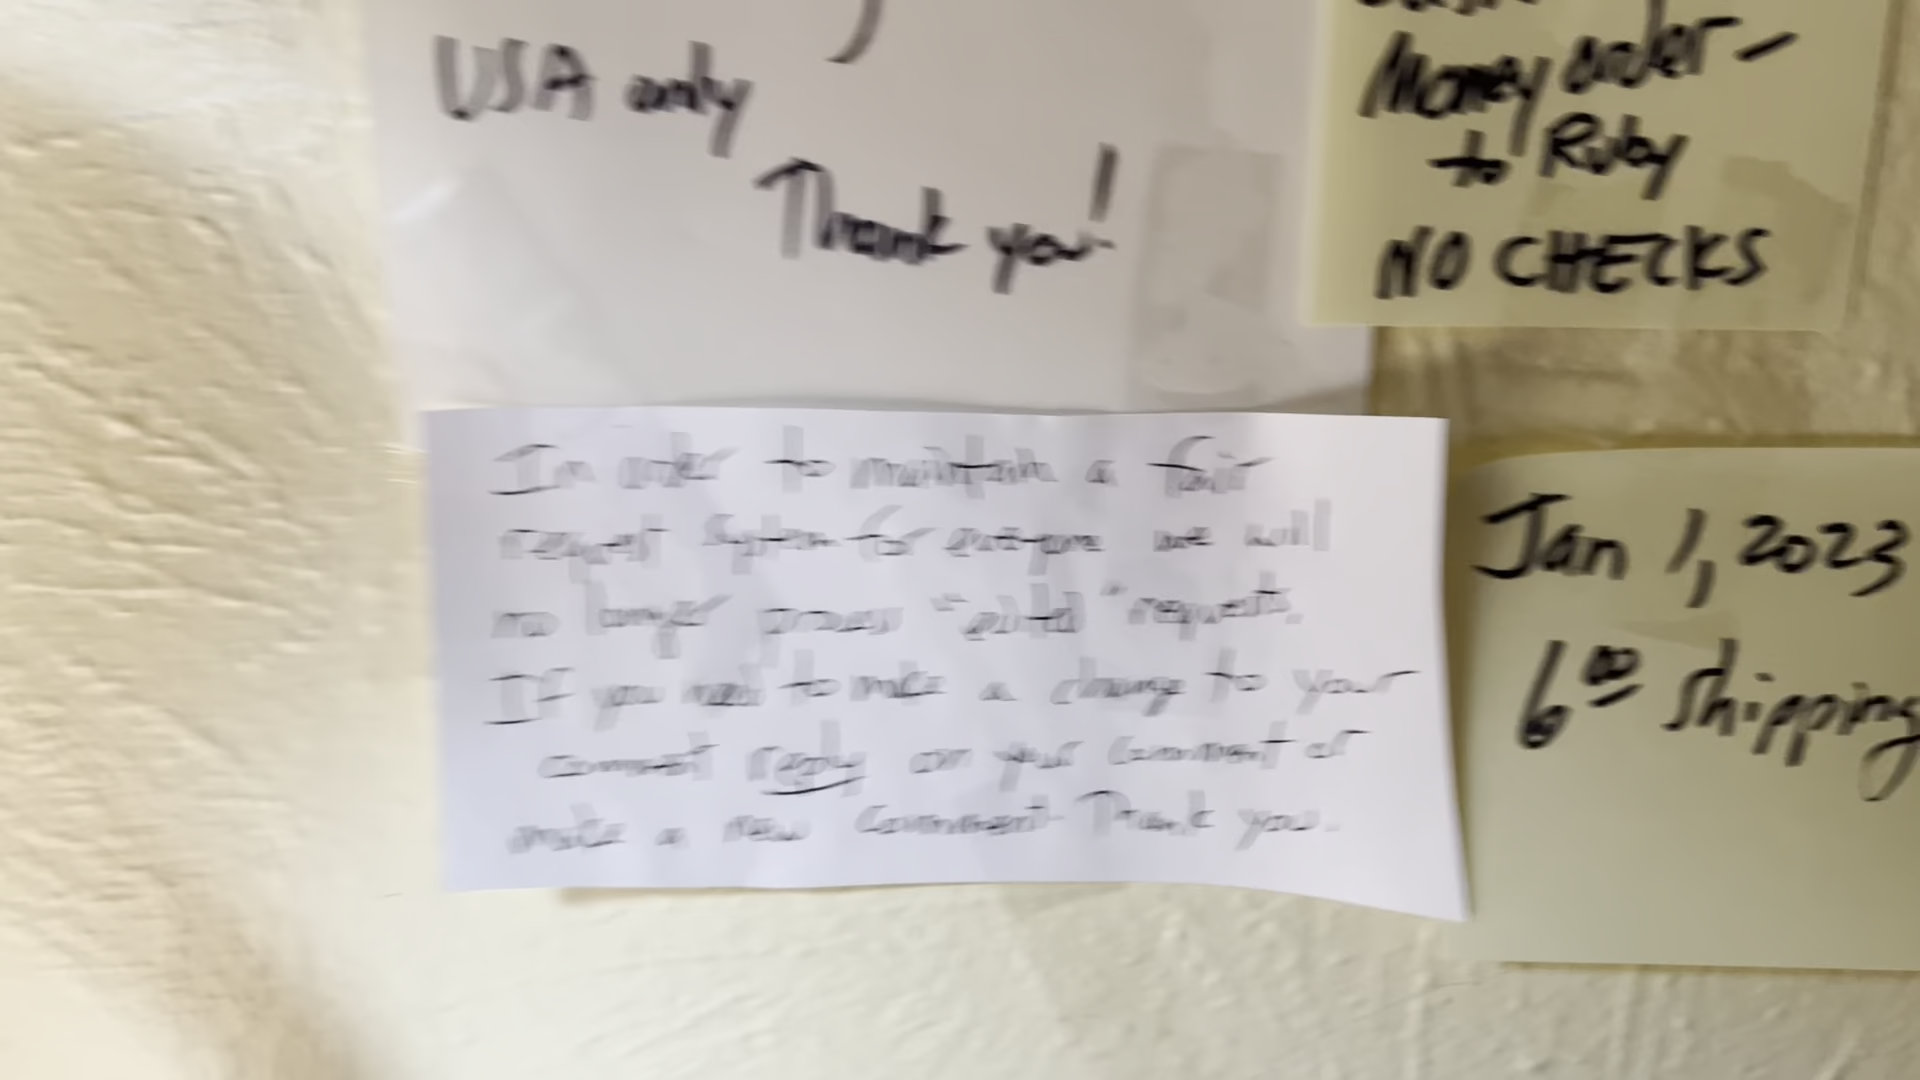 USA only
Thank you!
Money order -
to Ruby
NO CHECKS
In order to maintain a fair
request system for everyone we will
no longer process "edited" requests.
If you need to make a change to your
comment reply on your comment or
make a new comment. Thank you.
Jan 1, 2023
6⁰⁰ shipping